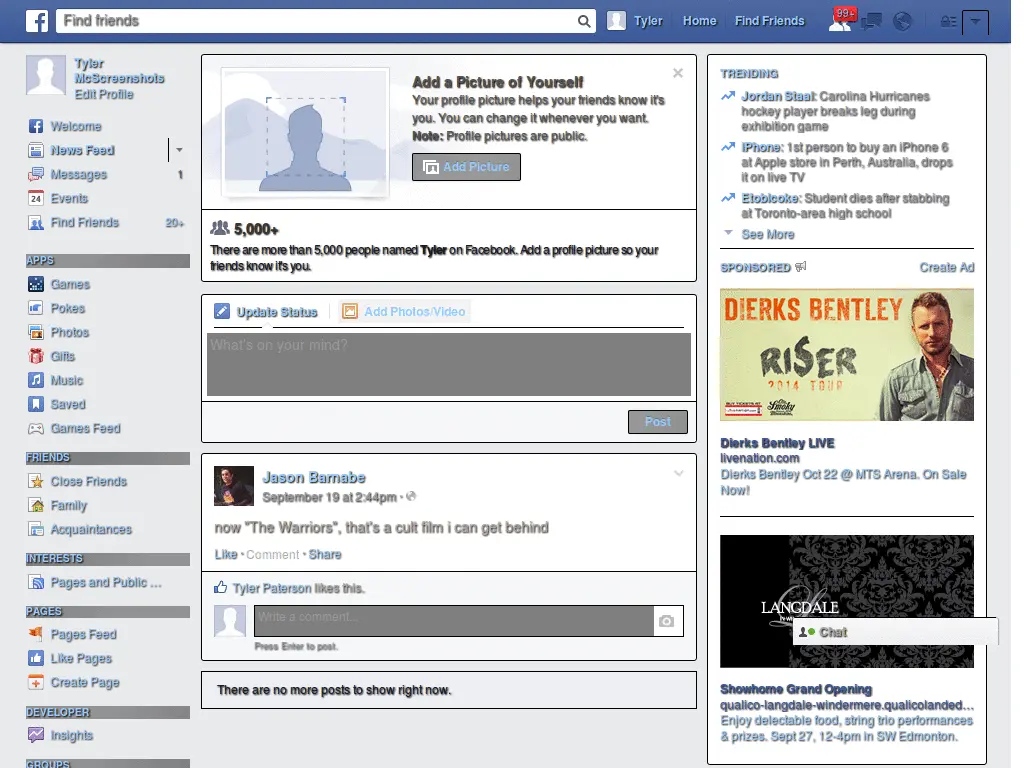 Find friends
Tyler
Home
Find Friends
99+
Tyler
McScreenshots
Edit Profile
Welcome
News Feed
Messages 1
Events
Find Friends 20+
APPS
Games
Pokes
Photos
Gifts
Music
Saved
Games Feed
FRIENDS
Close Friends
Family
Acquaintances
INTERESTS
Pages and Public ...
PAGES
Pages Feed
Like Pages
Create Page
DEVELOPER
Insights
GROUPS
Add a Picture of Yourself
Your profile picture helps your friends know it's
you. You can change it whenever you want.
Note: Profile pictures are public.
Add Picture
5,000+
There are more than 5,000 people named Tyler on Facebook. Add a profile picture so your
friends know it's you.
Update Status
Add Photos/Video
What's on your mind?
Post
Jason Barnabe
September 19 at 2:44pm ·
now "The Warriors", that's a cult film i can get behind
Like · Comment · Share
Tyler Paterson likes this.
Write a comment...
Press Enter to post.
There are no more posts to show right now.
TRENDING
Jordan Staal: Carolina Hurricanes
hockey player breaks leg during
exhibition game
IPhone: 1st person to buy an iPhone 6
at Apple store in Perth, Australia, drops
it on live TV
Etobicoke: Student dies after stabbing
at Toronto-area high school
See More
SPONSORED
Create Ad
DIERKS BENTLEY
RISER
2014 TOUR
Dierks Bentley LIVE
livenation.com
Dierks Bentley Oct 22 @ MTS Arena. On Sale
Now!
LANGDALE
Chat
Showhome Grand Opening
qualico-langdale-windermere.qualicolanded...
Enjoy delectable food, string trio performances
& prizes. Sept 27, 12-4pm in SW Edmonton.